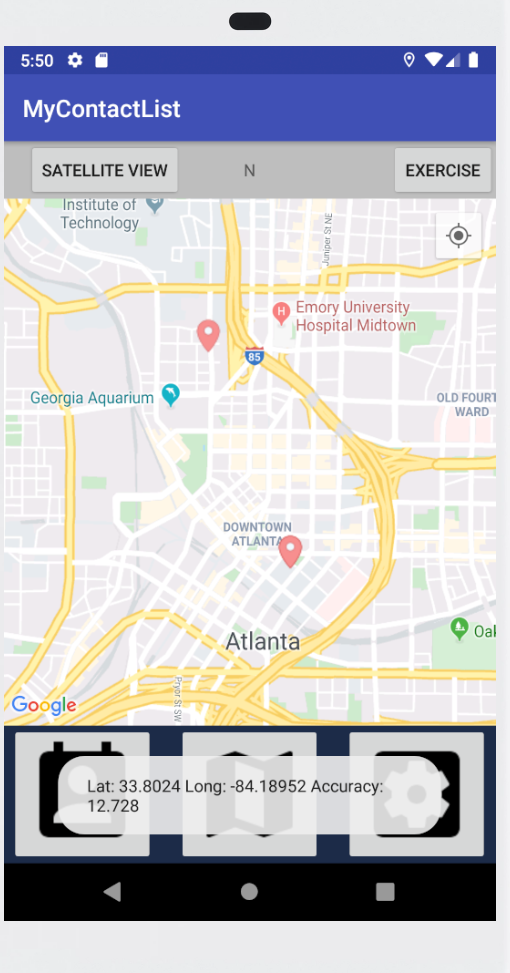 5:50
MyContactList
SATELLITE VIEW
N
EXERCISE
Institute of
Technology
Juniper St NE
H
Emory University
Hospital Midtown
85
Georgia Aquarium
OLD FOURT
WARD
DOWNTOWN
ATLANTA
Oak
Atlanta
Pryor St SW
Google
Lat: 33.8024 Long: -84.18952 Accuracy:
12.728